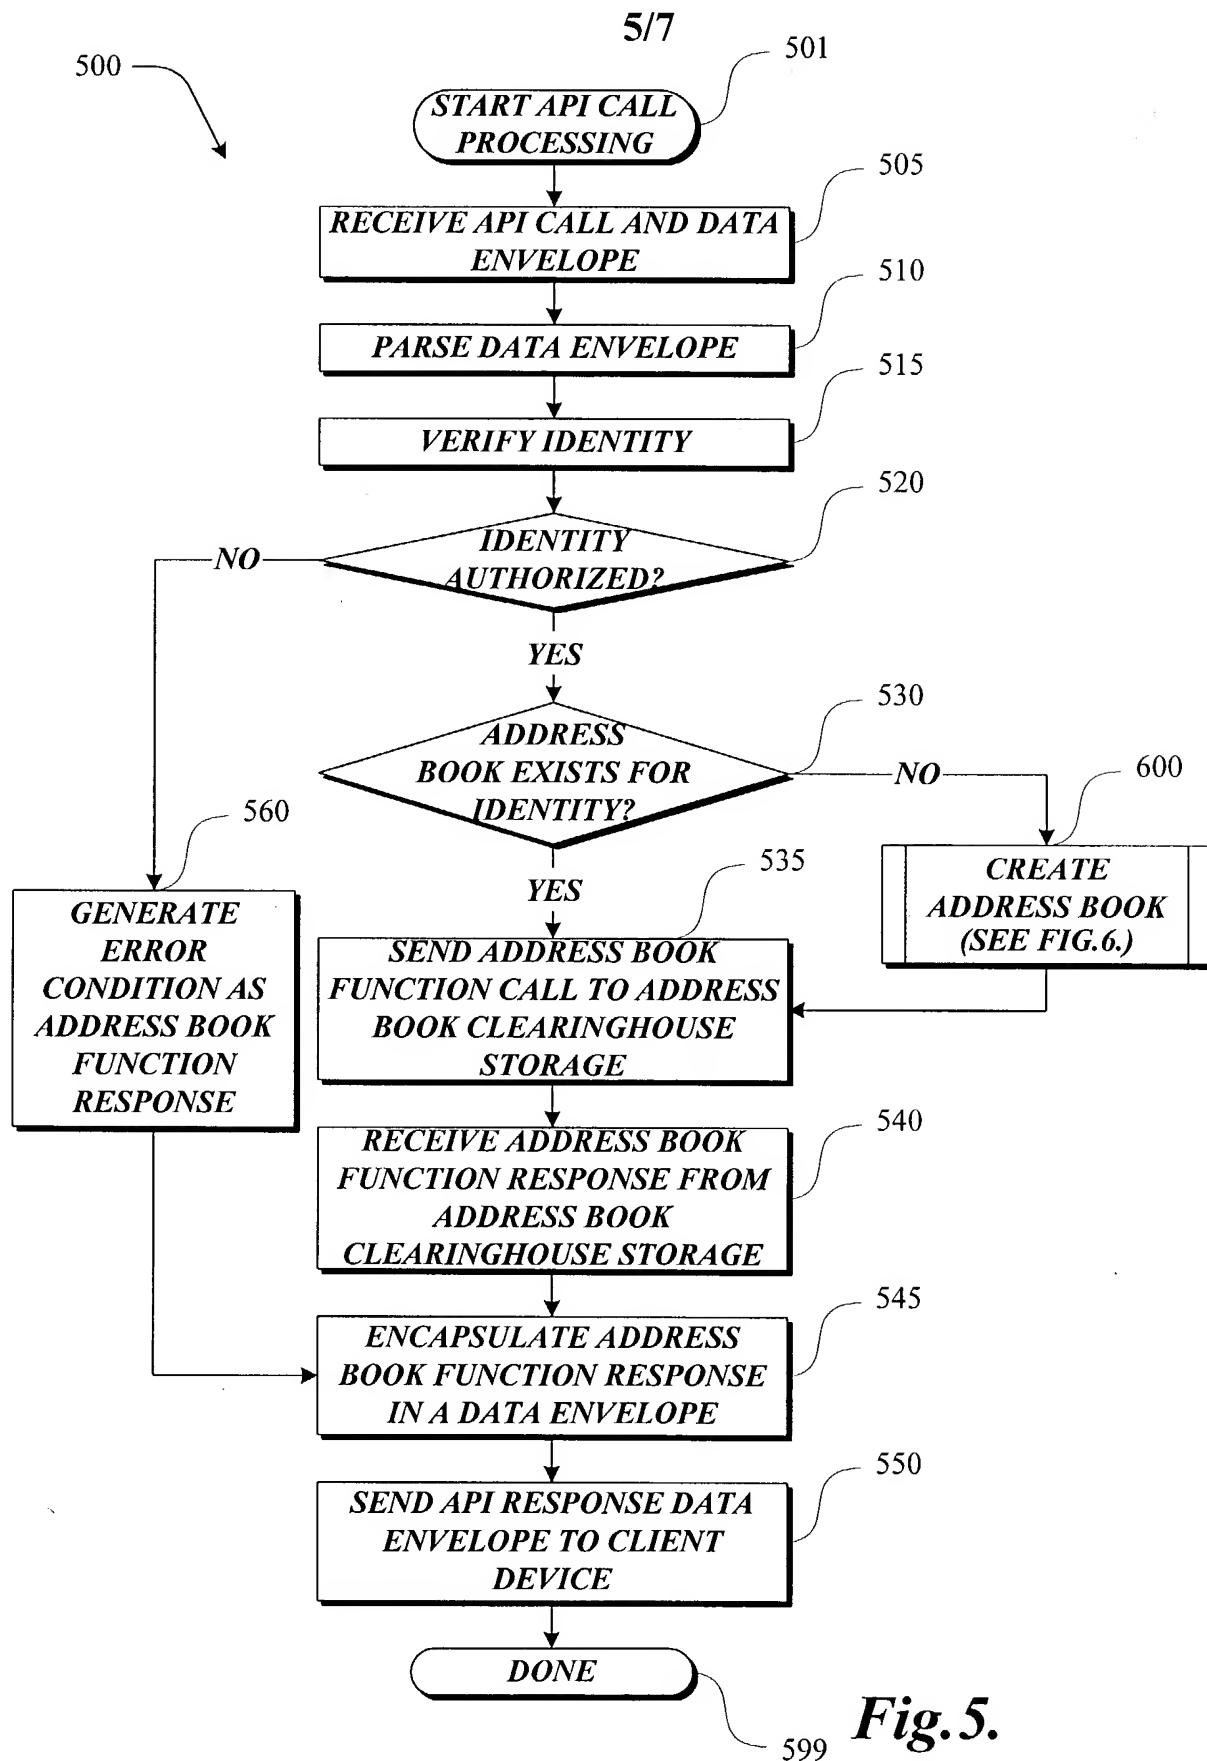 5/7
500
501
START API CALL
PROCESSING
505
RECEIVE API CALL AND DATA
ENVELOPE
510
PARSE DATA ENVELOPE
515
VERIFY IDENTITY
520
IDENTITY
AUTHORIZED?
NO
YES
530
ADDRESS
BOOK EXISTS FOR
IDENTITY?
NO
600
CREATE
ADDRESS BOOK
(SEE FIG.6.)
560
GENERATE
ERROR
CONDITION AS
ADDRESS BOOK
FUNCTION
RESPONSE
YES
535
SEND ADDRESS BOOK
FUNCTION CALL TO ADDRESS
BOOK CLEARINGHOUSE
STORAGE
540
RECEIVE ADDRESS BOOK
FUNCTION RESPONSE FROM
ADDRESS BOOK
CLEARINGHOUSE STORAGE
545
ENCAPSULATE ADDRESS
BOOK FUNCTION RESPONSE
IN A DATA ENVELOPE
550
SEND API RESPONSE DATA
ENVELOPE TO CLIENT
DEVICE
DONE
599
Fig.5.